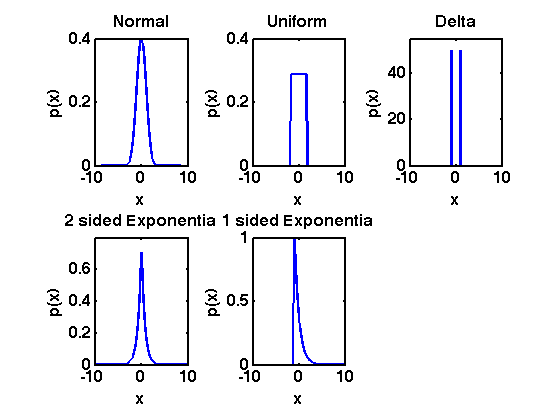 Normal Uniform Delta
0.4 0.4
40
p(x) 0.2 p(x) 0.2 p(x)
20
0 0 0
-10 0 10 -10 0 10 -10 0 10
x x x
2 sided Exponentia 1 sided Exponentia
1
0.6
p(x) 0.4 p(x) 0.5
0.2
0 0
-10 0 10 -10 0 10
x x